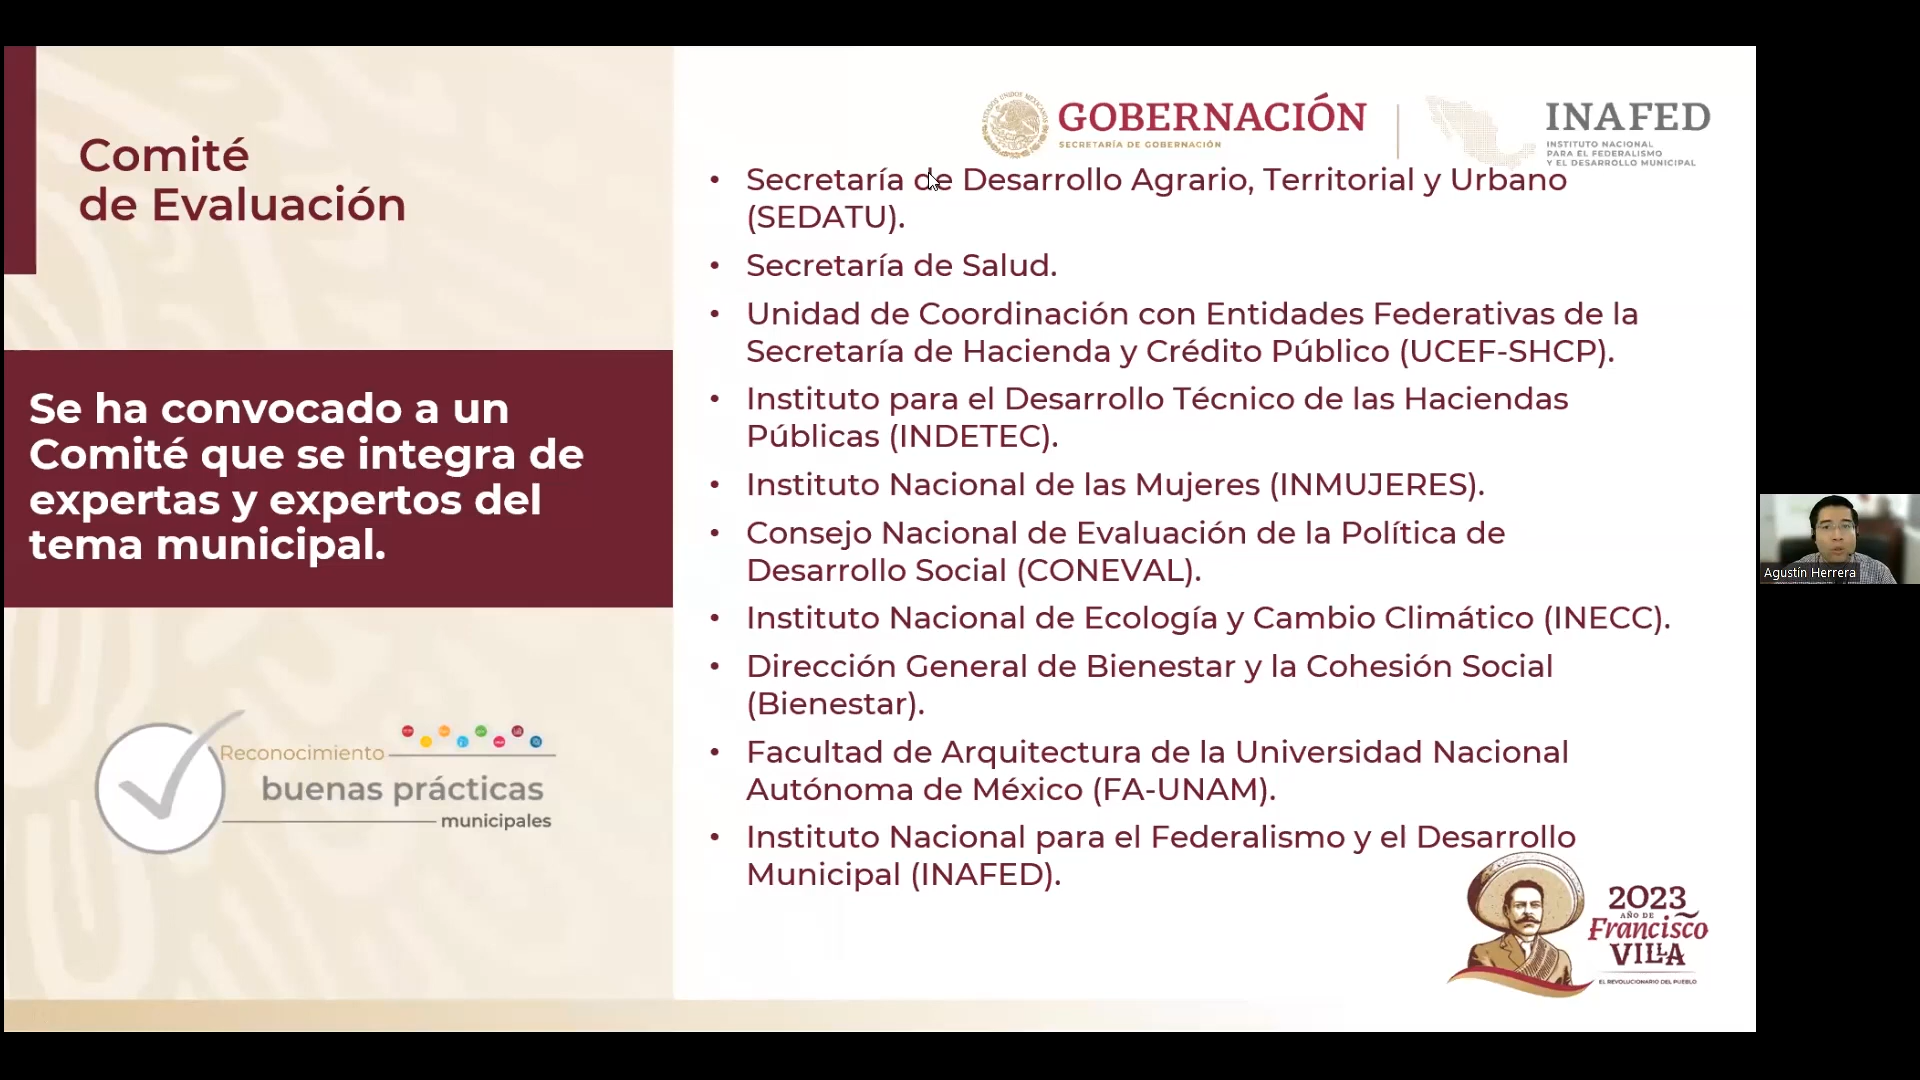 Comité
de Evaluación
Se ha convocado a un
Comité que se integra de
expertas y expertos del
tema municipal.
Reconocimiento
buenas prácticas
municipales
GOBERNACIÓN
SECRETARÍA DE GOBERNACIÓN
INAFED
INSTITUTO NACIONAL
PARA EL FEDERALISMO
Y EL DESARROLLO MUNICIPAL
• Secretaría de Desarrollo Agrario, Territorial y Urbano
(SEDATU).
• Secretaría de Salud.
• Unidad de Coordinación con Entidades Federativas de la
Secretaría de Hacienda y Crédito Público (UCEF-SHCP).
• Instituto para el Desarrollo Técnico de las Haciendas
Públicas (INDETEC).
• Instituto Nacional de las Mujeres (INMUJERES).
• Consejo Nacional de Evaluación de la Política de
Desarrollo Social (CONEVAL).
• Instituto Nacional de Ecología y Cambio Climático (INECC).
• Dirección General de Bienestar y la Cohesión Social
(Bienestar).
• Facultad de Arquitectura de la Universidad Nacional
Autónoma de México (FA-UNAM).
• Instituto Nacional para el Federalismo y el Desarrollo
Municipal (INAFED).
2023
AÑO DE
Francisco
VILLA
EL REVOLUCIONARIO DEL PUEBLO
Agustín Herrera